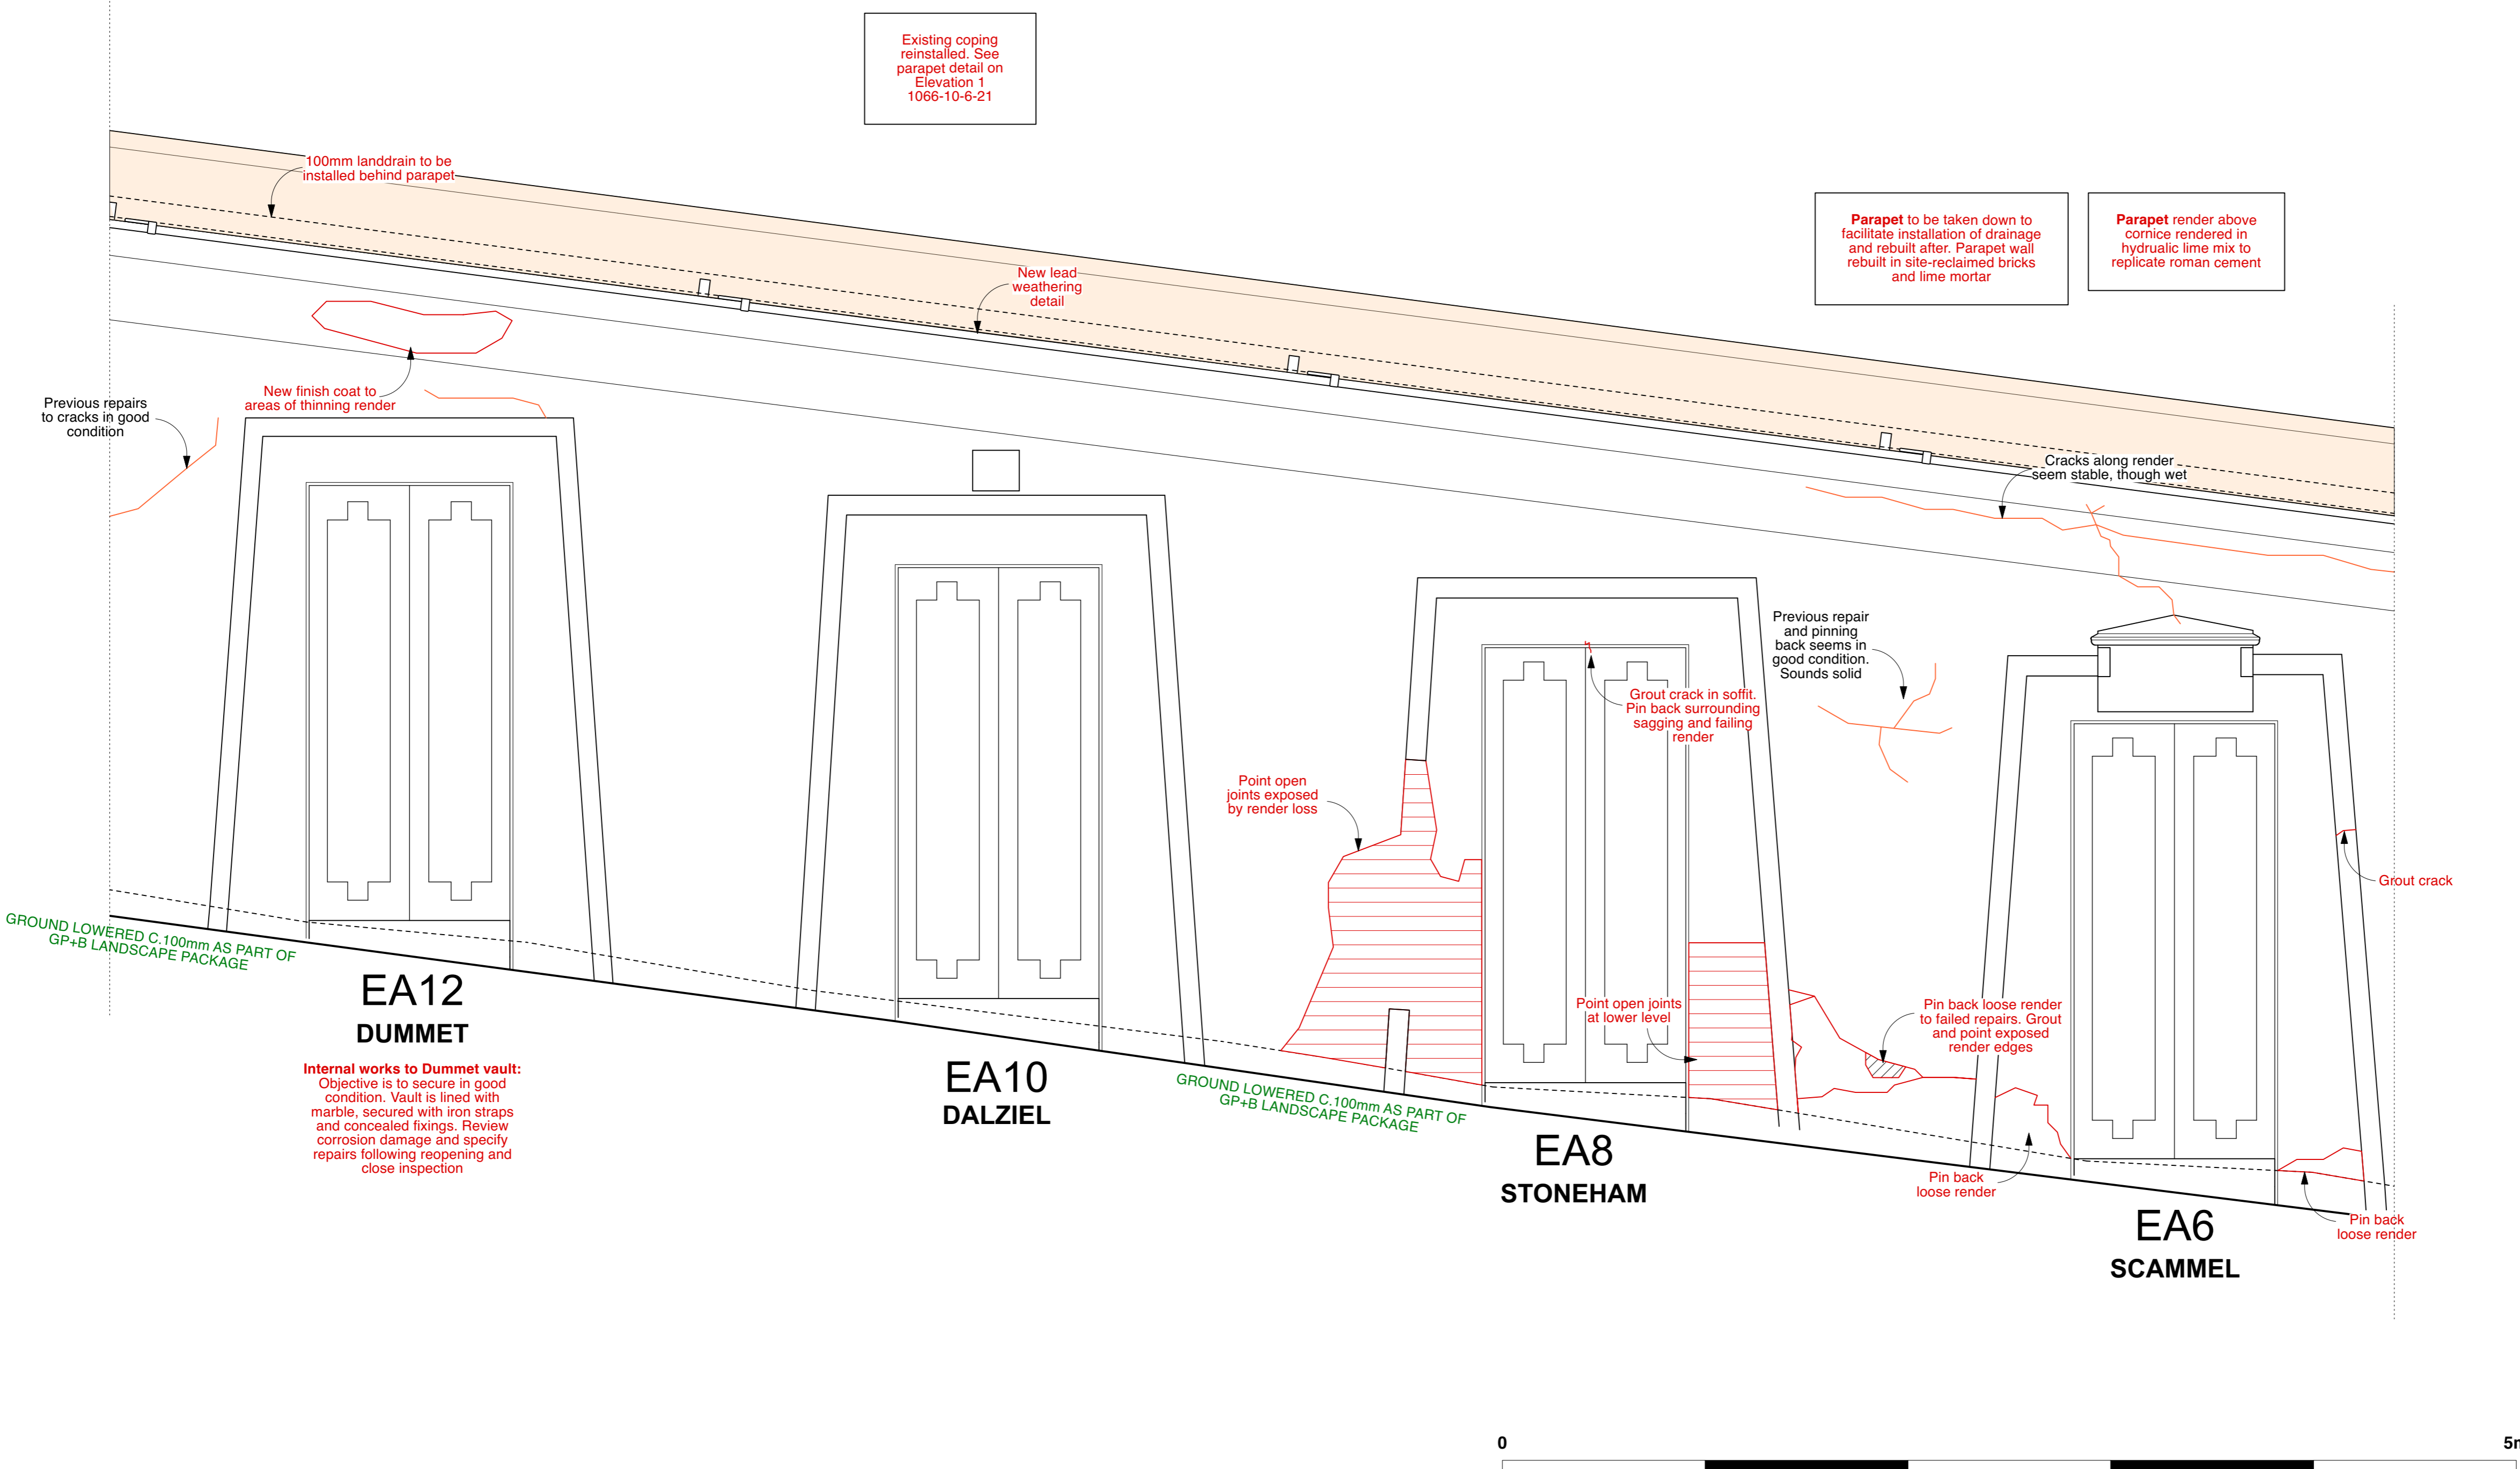 Existing coping
reinstalled. See
parapet detail on
Elevation 1
1066-10-6-21
100mm landdrain to be
installed behind parapet
Parapet to be taken down to
facilitate installation of drainage
and rebuilt after. Parapet wall
rebuilt in site-reclaimed bricks
and lime mortar
Parapet render above
cornice rendered in
hydrualic lime mix to
replicate roman cement
New lead
weathering
detail
Previous repairs
to cracks in good
condition
New finish coat to
areas of thinning render
Cracks along render
seem stable, though wet
Previous repair
and pinning
back seems in
good condition.
Sounds solid
Grout crack in soffit.
Pin back surrounding
sagging and failing
render
Point open
joints exposed
by render loss
Grout crack
GROUND LOWERED C.100mm AS PART OF
GP+B LANDSCAPE PACKAGE
EA12
DUMMET
Internal works to Dummet vault:
Objective is to secure in good
condition. Vault is lined with
marble, secured with iron straps
and concealed fixings. Review
corrosion damage and specify
repairs following reopening and
close inspection
EA10
DALZIEL
GROUND LOWERED C.100mm AS PART OF
GP+B LANDSCAPE PACKAGE
Point open joints
at lower level
Pin back loose render
to failed repairs. Grout
and point exposed
render edges
EA8
STONEHAM
Pin back
loose render
EA6
SCAMMEL
Pin back
loose render
0
5m